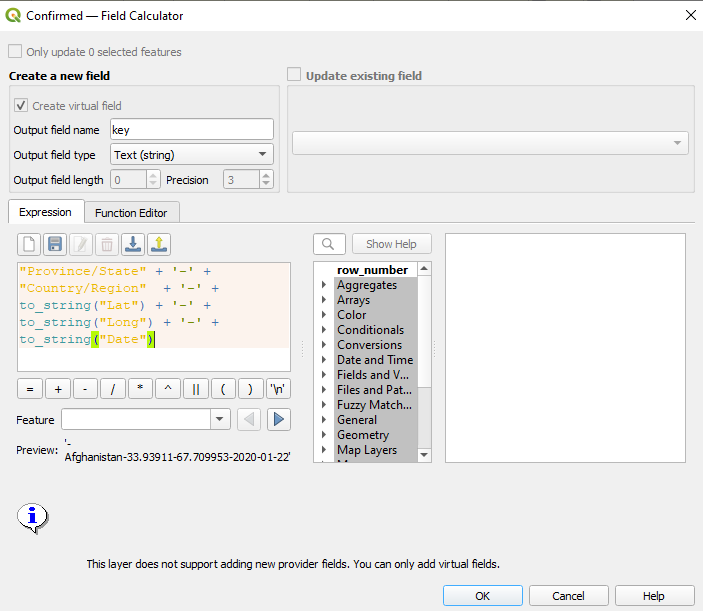 Confirmed — Field Calculator
Only update 0 selected features
Create a new field
Update existing field
Create virtual field
Output field name key
Output field type Text (string)
Output field length 0 Precision 3
Expression Function Editor
Show Help
"Province/State" + '-' +
"Country/Region" + '-' +
to_string("Lat") + '-' +
to_string("Long") + '-' +
to_string("Date")
row_number
Aggregates
Arrays
Color
Conditionals
Conversions
Date and Time
Fields and V...
Files and Pat...
Fuzzy Match...
General
Geometry
Map Layers
= + - / * ^ || ( ) '\n'
Feature
Preview: '-
Afghanistan-33.93911-67.709953-2020-01-22'
This layer does not support adding new provider fields. You can only add virtual fields.
OK Cancel Help